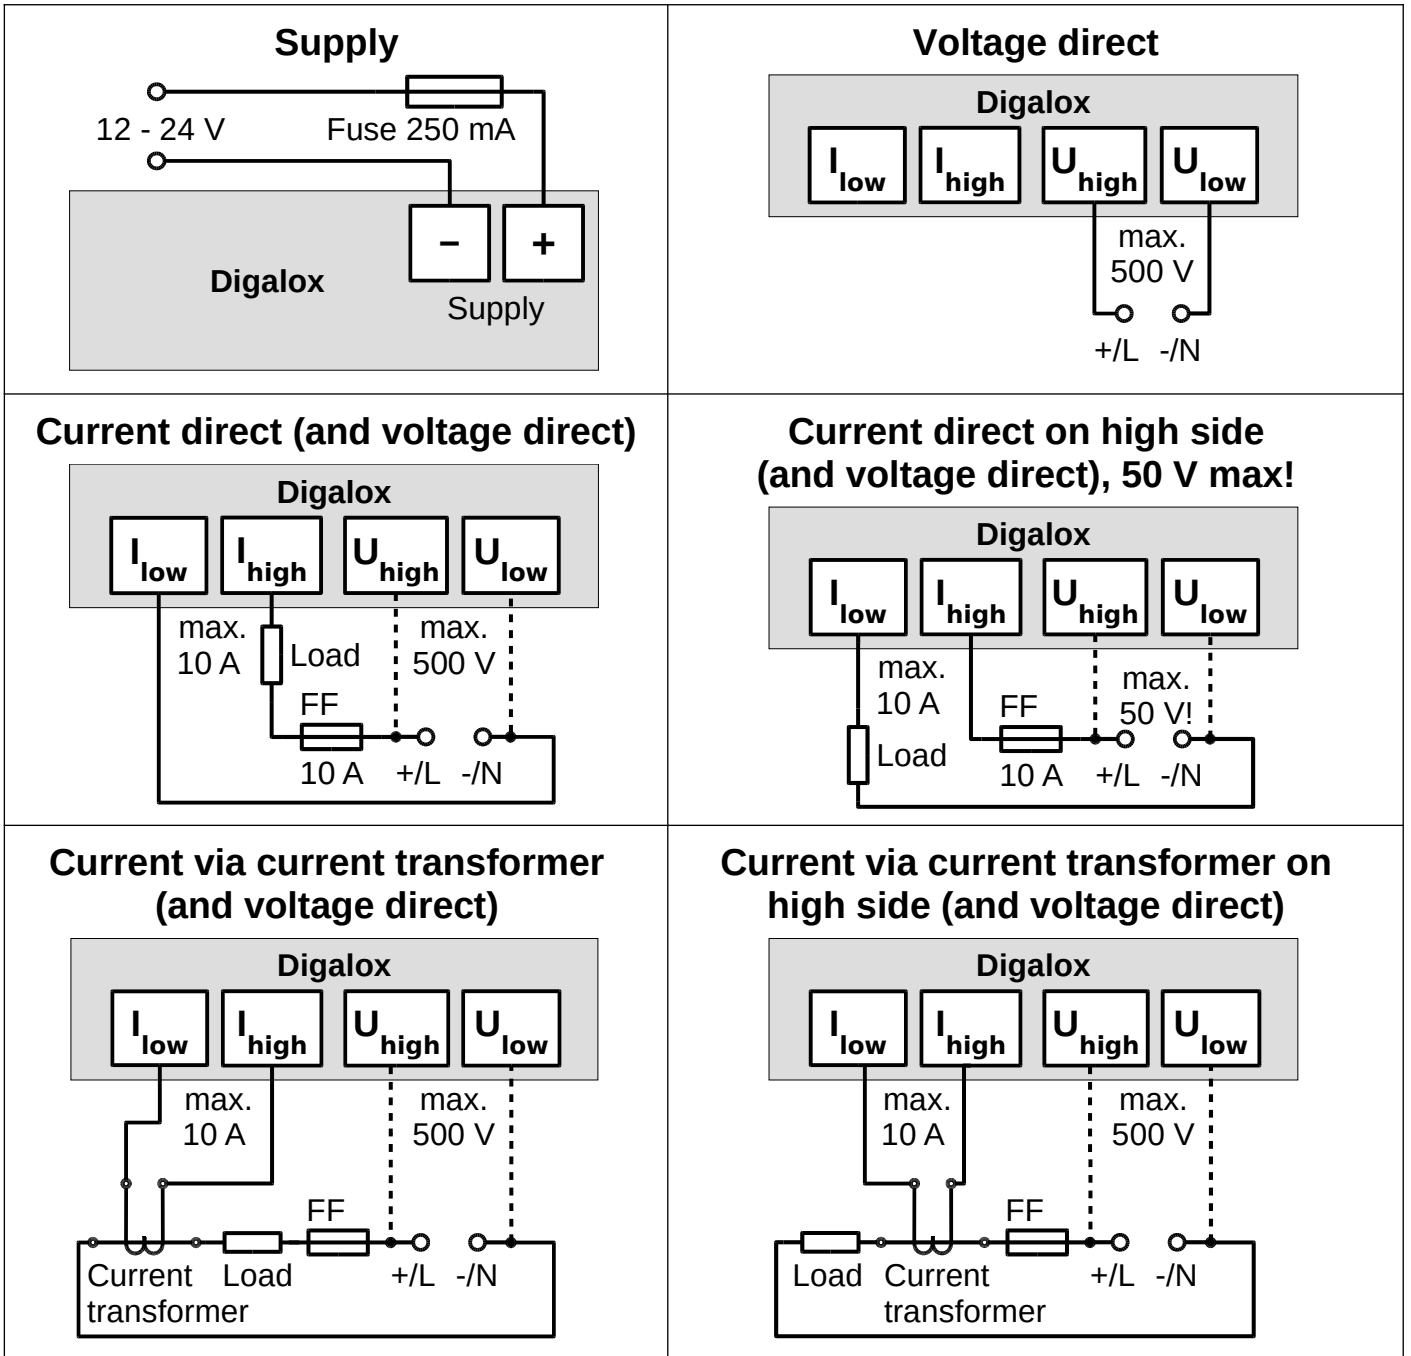 Supply
12 - 24 V
Fuse 250 mA
− +
Digalox
Supply
Voltage direct
Digalox
Ilow Ihigh Uhigh Ulow
max.
500 V
+/L -/N
Current direct (and voltage direct)
Digalox
Ilow Ihigh Uhigh Ulow
max.
10 A
Load
max.
500 V
FF
10 A
+/L -/N
Current direct on high side
(and voltage direct), 50 V max!
Digalox
Ilow Ihigh Uhigh Ulow
max.
10 A
Load
FF
10 A
max.
50 V!
+/L -/N
Current via current transformer
(and voltage direct)
Digalox
Ilow Ihigh Uhigh Ulow
max.
10 A
max.
500 V
FF
Current
transformer
Load
+/L -/N
Current via current transformer on
high side (and voltage direct)
Digalox
Ilow Ihigh Uhigh Ulow
max.
10 A
max.
500 V
FF
Load
Current
transformer
+/L -/N